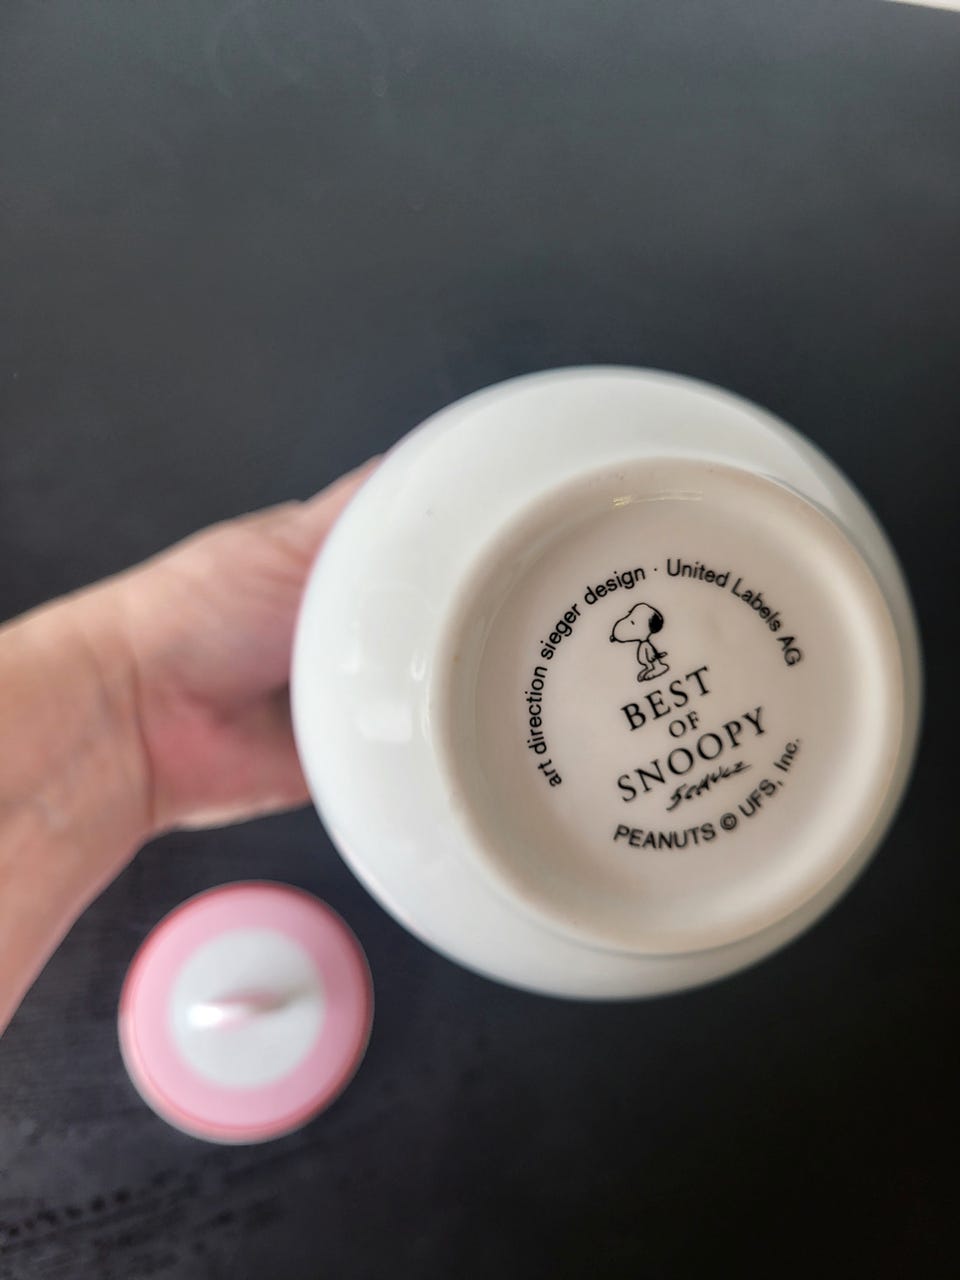 art direction sieger design · United Labels AG
BEST
OF
SNOOPY
Schulz
PEANUTS © UFS, Inc.